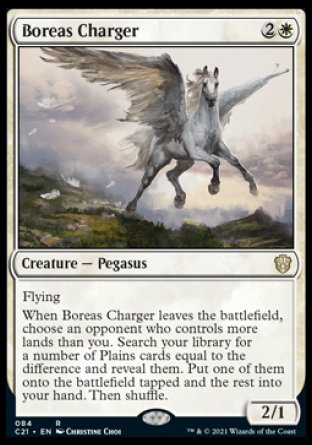 Boreas Charger 2
Creature — Pegasus
Flying
When Boreas Charger leaves the battlefield,
choose an opponent who controls more
lands than you. Search your library for
a number of Plains cards equal to the
difference and reveal them. Put one of them
onto the battlefield tapped and the rest into
your hand. Then shuffle.
2/1
084 R
C21 • EN Christine Choi
™ & © 2021 Wizards of the Coast